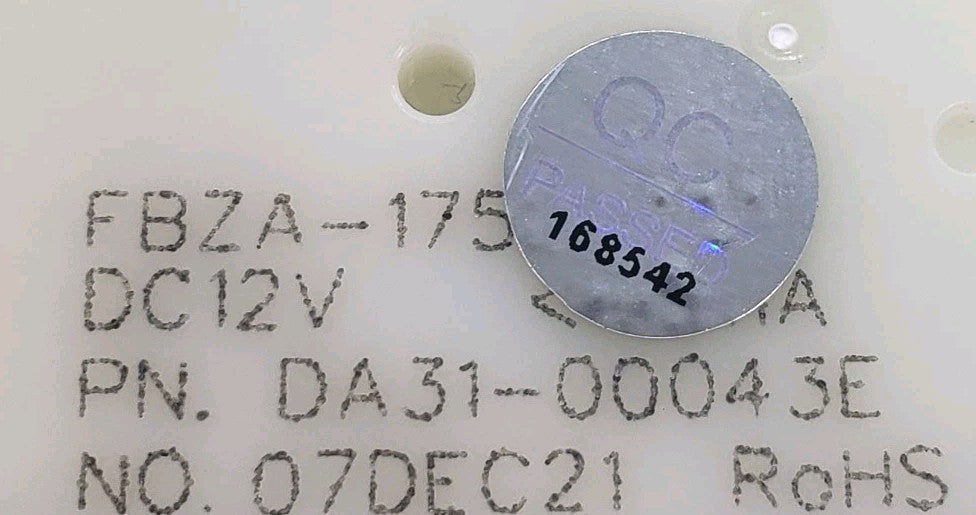 QC
PASSED
168542
FBZA-175
DC12V
PN. DA31-00043E
NO. 07DEC21 RoHS